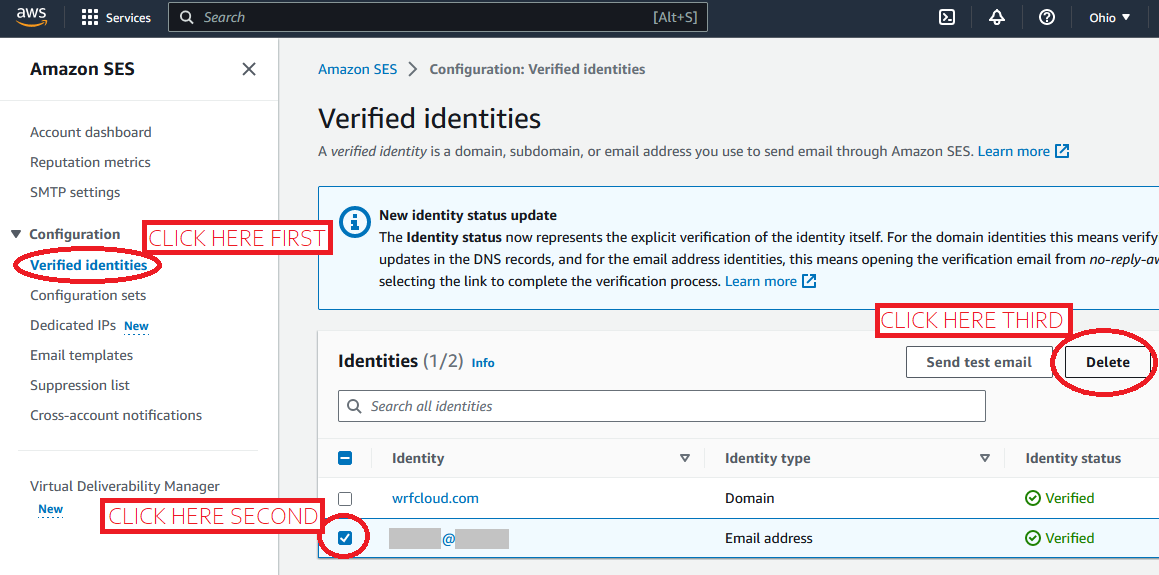 aws
Services
Search
[Alt+S]
Ohio
Amazon SES
Account dashboard
Reputation metrics
SMTP settings
Configuration
CLICK HERE FIRST
Verified identities
Configuration sets
Dedicated IPs New
Email templates
Suppression list
Cross-account notifications
Virtual Deliverability Manager
New
CLICK HERE SECOND
Amazon SES > Configuration: Verified identities
Verified identities
A verified identity is a domain, subdomain, or email address you use to send email through Amazon SES. Learn more
New identity status update
The Identity status now represents the explicit verification of the identity itself. For the domain identities this means verify
updates in the DNS records, and for the email address identities, this means opening the verification email from no-reply-aw
selecting the link to complete the verification process. Learn more
CLICK HERE THIRD
Identities (1/2) Info
Send test email
Delete
Search all identities
Identity
Identity type
Identity status
wrfcloud.com
Domain
Verified
@
Email address
Verified